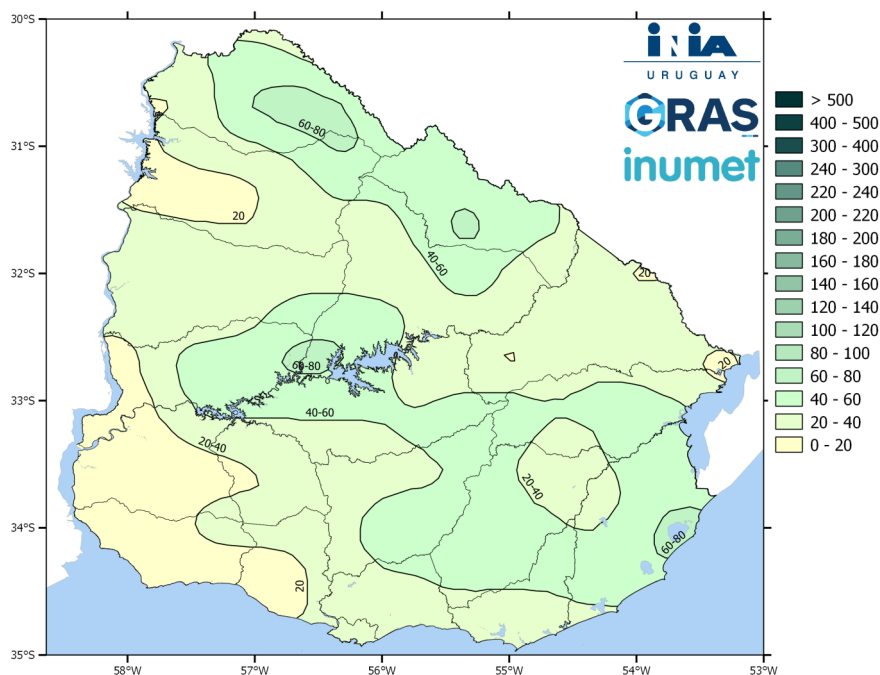 30°S
31°S
32°S
33°S
34°S
35°S
58°W
57°W
56°W
55°W
54°W
53°W
iNiA
URUGUAY
GRAS
inumet
> 500
400 - 500
300 - 400
240 - 300
220 - 240
200 - 220
180 - 200
160 - 180
140 - 160
120 - 140
100 - 120
80 - 100
60 - 80
40 - 60
20 - 40
0 - 20
60-80
20
40-60
20
20
60-80
40-60
20-40
20-40
60-80
20